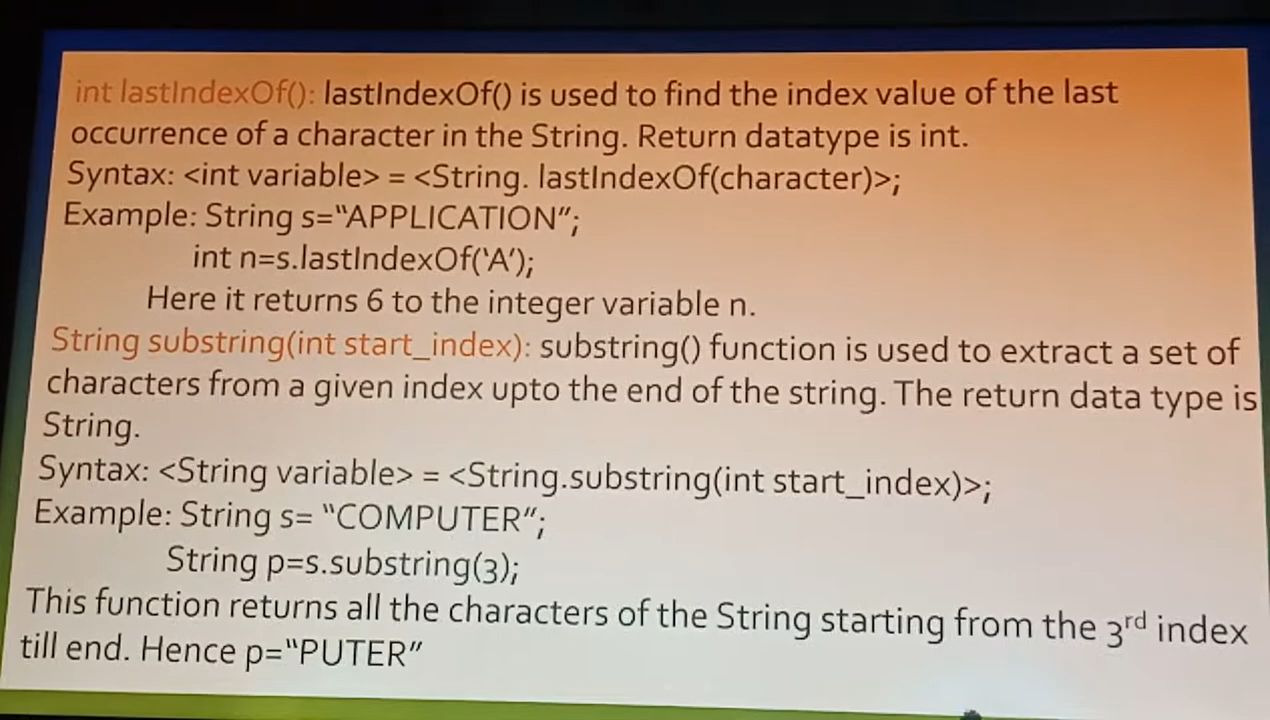 int lastIndexOf(): lastIndexOf() is used to find the index value of the last
occurrence of a character in the String. Return datatype is int.
Syntax: <int variable> = <String. lastIndexOf(character)>;
Example: String s=“APPLICATION”;
int n=s.lastIndexOf(‘A’);
Here it returns 6 to the integer variable n.
String substring(int start_index): substring() function is used to extract a set of
characters from a given index upto the end of the string. The return data type is
String.
Syntax: <String variable> = <String.substring(int start_index)>;
Example: String s= “COMPUTER”;
String p=s.substring(3);
This function returns all the characters of the String starting from the 3rd index
till end. Hence p=“PUTER”